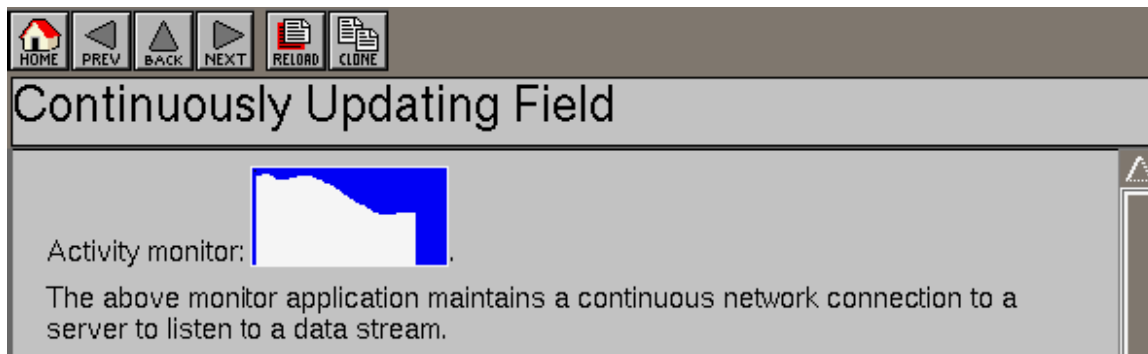 HOME PREV BACK NEXT RELOAD CLONE
Continuously Updating Field
Activity monitor: .
The above monitor application maintains a continuous network connection to a
server to listen to a data stream.